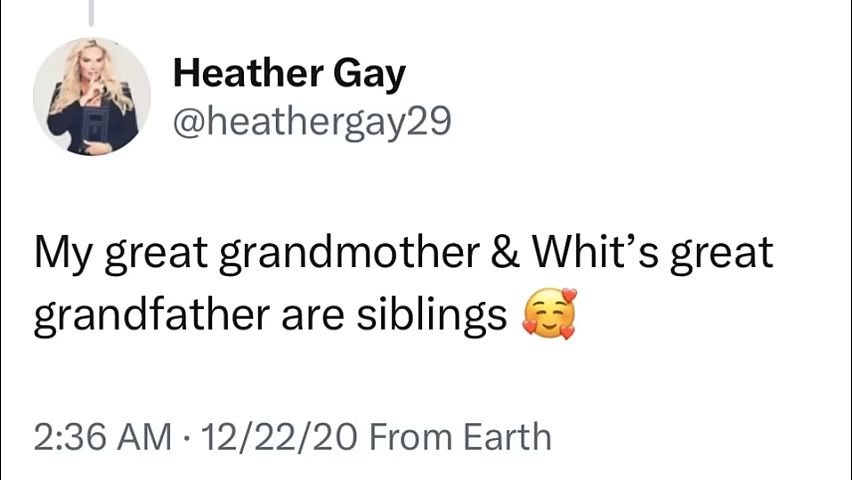 Heather Gay
@heathergay29
My great grandmother & Whit’s great
grandfather are siblings 🥰
2:36 AM · 12/22/20 From Earth